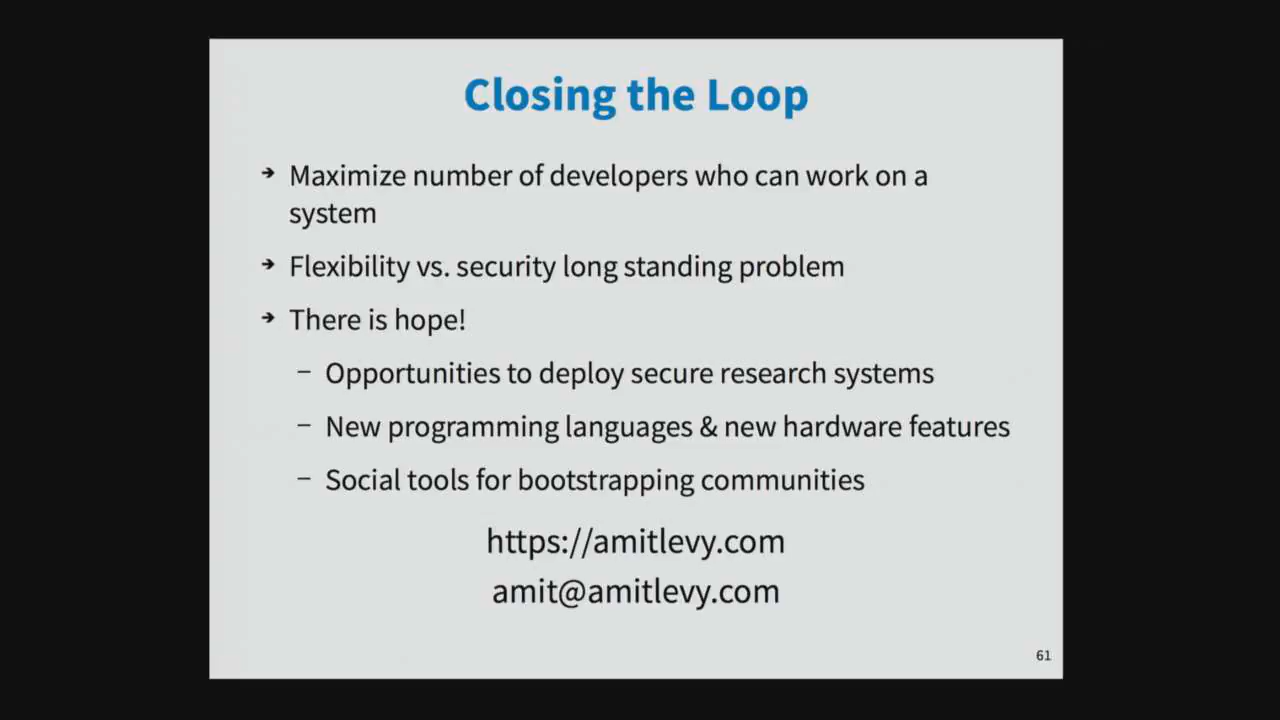 Closing the Loop
➔ Maximize number of developers who can work on a
system
➔ Flexibility vs. security long standing problem
➔ There is hope!
– Opportunities to deploy secure research systems
– New programming languages & new hardware features
– Social tools for bootstrapping communities
https://amitlevy.com
amit@amitlevy.com
61